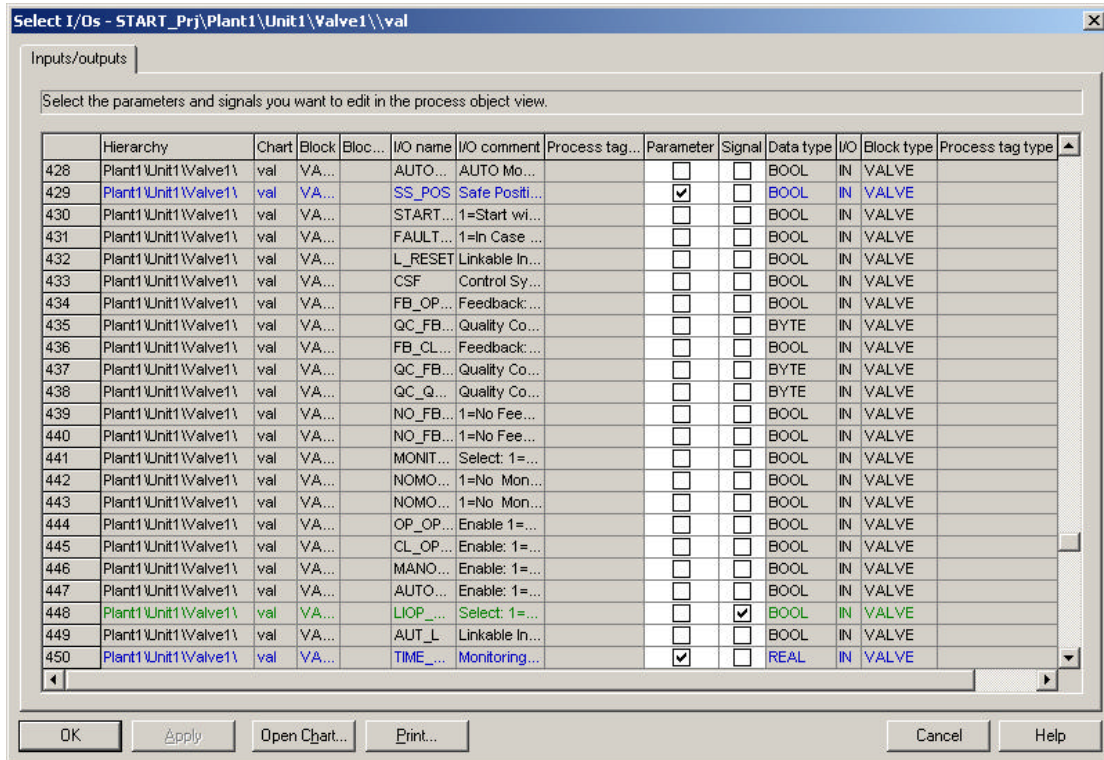 Select I/Os - START_Prj\Plant1\Unit1\Valve1\\val
Inputs/outputs
Select the parameters and signals you want to edit in the process object view.
Hierarchy Chart Block Bloc... I/O name I/O comment Process tag... Parameter Signal Data type I/O Block type Process tag type
428 Plant1\Unit1\Valve1\ val VA... AUTO... AUTO Mo... BOOL IN VALVE
429 Plant1\Unit1\Valve1\ val VA... SS_POS Safe Positi... BOOL IN VALVE
430 Plant1\Unit1\Valve1\ val VA... START... 1=Start wi... BOOL IN VALVE
431 Plant1\Unit1\Valve1\ val VA... FAULT... 1=In Case ... BOOL IN VALVE
432 Plant1\Unit1\Valve1\ val VA... L_RESET Linkable In... BOOL IN VALVE
433 Plant1\Unit1\Valve1\ val VA... CSF Control Sy... BOOL IN VALVE
434 Plant1\Unit1\Valve1\ val VA... FB_OP... Feedback:... BOOL IN VALVE
435 Plant1\Unit1\Valve1\ val VA... QC_FB... Quality Co... BYTE IN VALVE
436 Plant1\Unit1\Valve1\ val VA... FB_CL... Feedback:... BOOL IN VALVE
437 Plant1\Unit1\Valve1\ val VA... QC_FB... Quality Co... BYTE IN VALVE
438 Plant1\Unit1\Valve1\ val VA... QC_Q... Quality Co... BYTE IN VALVE
439 Plant1\Unit1\Valve1\ val VA... NO_FB... 1=No Fee... BOOL IN VALVE
440 Plant1\Unit1\Valve1\ val VA... NO_FB... 1=No Fee... BOOL IN VALVE
441 Plant1\Unit1\Valve1\ val VA... MONIT... Select: 1=... BOOL IN VALVE
442 Plant1\Unit1\Valve1\ val VA... NOMO... 1=No Mon... BOOL IN VALVE
443 Plant1\Unit1\Valve1\ val VA... NOMO... 1=No Mon... BOOL IN VALVE
444 Plant1\Unit1\Valve1\ val VA... OP_OP... Enable 1=... BOOL IN VALVE
445 Plant1\Unit1\Valve1\ val VA... CL_OP... Enable: 1=... BOOL IN VALVE
446 Plant1\Unit1\Valve1\ val VA... MANO... Enable: 1=... BOOL IN VALVE
447 Plant1\Unit1\Valve1\ val VA... AUTO... Enable: 1=... BOOL IN VALVE
448 Plant1\Unit1\Valve1\ val VA... LIOP_... Select: 1=... BOOL IN VALVE
449 Plant1\Unit1\Valve1\ val VA... AUT_L Linkable In... BOOL IN VALVE
450 Plant1\Unit1\Valve1\ val VA... TIME_... Monitoring... REAL IN VALVE
OK Apply Open Chart... Print... Cancel Help